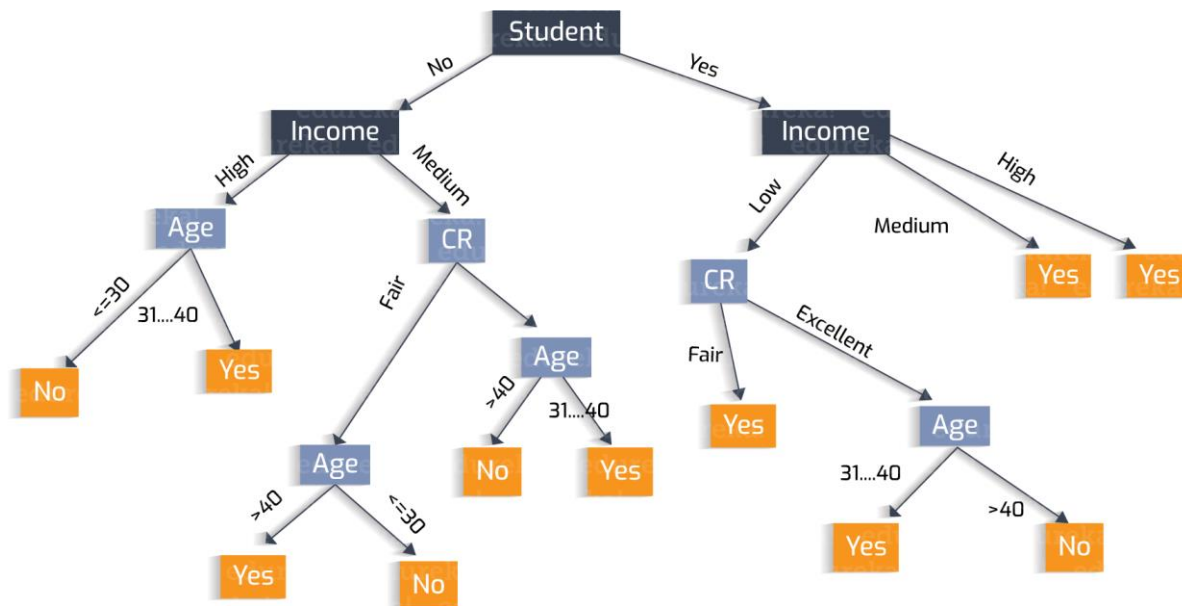 Student
No
Yes
Income
Income
High
Medium
Low
Medium
High
Age
CR
CR
Yes
Yes
<=30
31....40
Fair
Age
Fair
Excellent
No
Yes
>40
31....40
Yes
Age
Age
No
Yes
31....40
>40
>40
<=30
Yes
No
Yes
No
edureka!